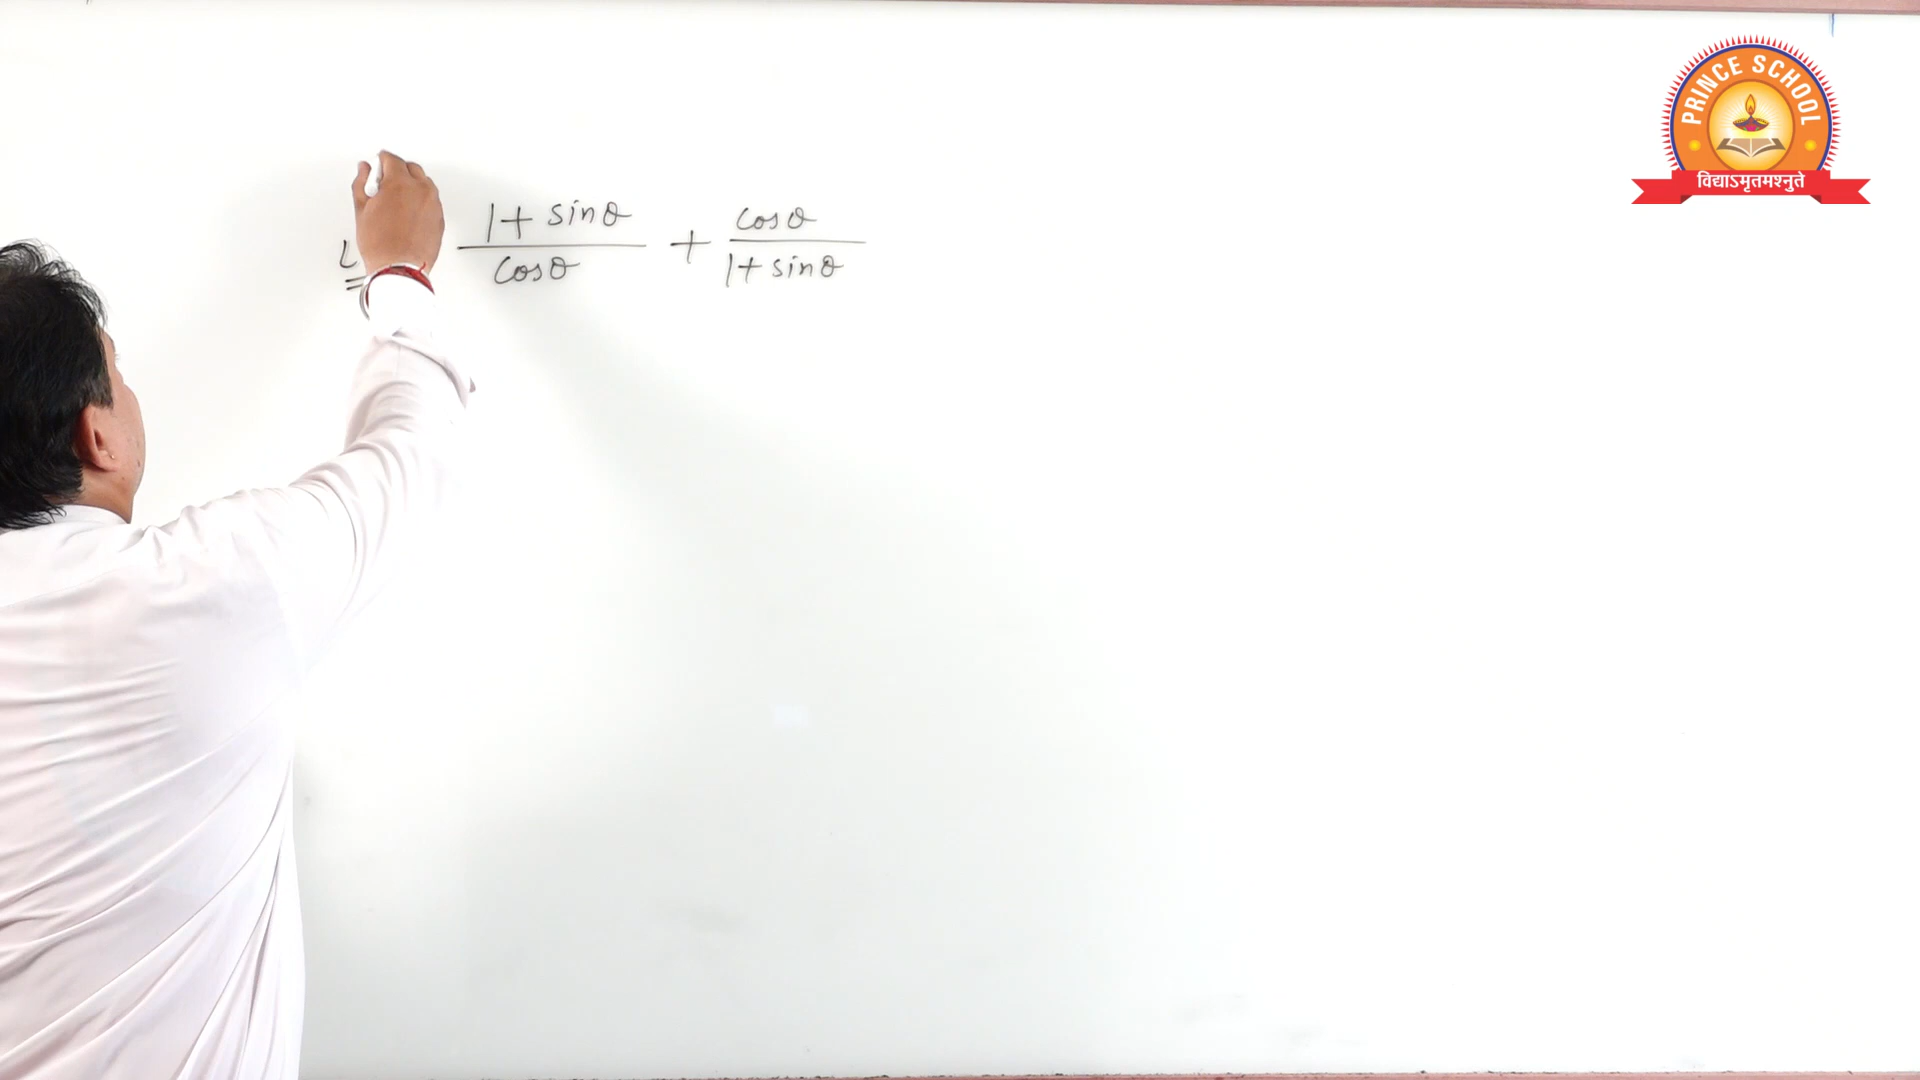 PRINCE SCHOOL
विद्याऽमृतमश्नुते
L 1 + sinθ / cosθ + cosθ / 1 + sinθ